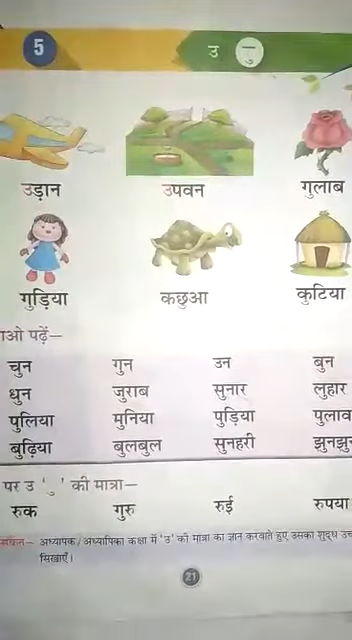 5 उ ु
उड़ान उपवन गुलाब
गुड़िया कछुआ कुटिया
पढ़ें—
चुन गुन उन बुन
धुन जुराब सुनार लुहार
पुलिया मुनिया पुड़िया पुलाव
बुढ़िया बुलबुल सुनहरी
पर उ ' ु ' की मात्रा—
रुक गुरु रुई रुपया
अध्यापक/अध्यापिका कक्षा में 'उ' की मात्रा का ज्ञान करवाते हुए उसका शुद्ध
सिखाएँ।
21